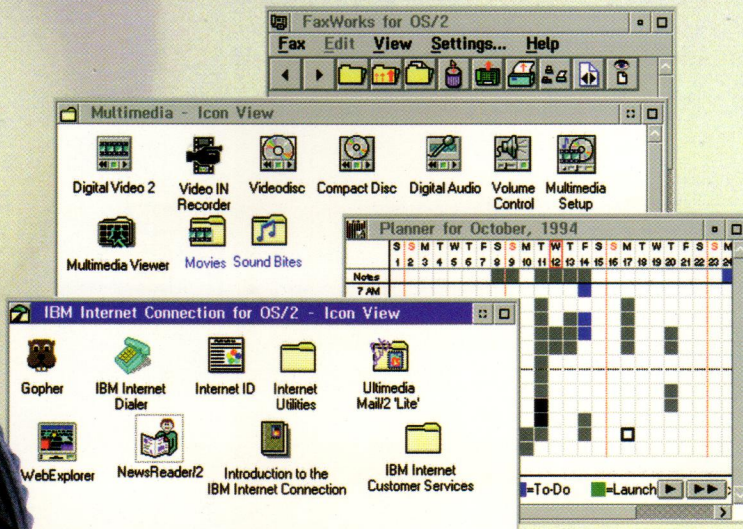 FaxWorks for OS/2
Fax Edit View Settings... Help
Multimedia - Icon View
Digital Video 2
Video IN
Recorder
Videodisc
Compact Disc
Digital Audio
Volume
Control
Multimedia
Setup
Multimedia Viewer
Movies
Sound Bites
Planner for October, 1994
S S M T W T F S S M T W T F S S M T W T F S S M
1 2 3 4 5 6 7 8 9 10 11 12 13 14 15 16 17 18 19 20 21 22 23 24
Notes
7 AM
=To-Do =Launch
IBM Internet Connection for OS/2 - Icon View
Gopher
IBM Internet
Dialer
Internet ID
Internet
Utilities
Ultimedia
Mail/2 'Lite'
WebExplorer
NewsReader/2
Introduction to the
IBM Internet Connection
IBM Internet
Customer Services